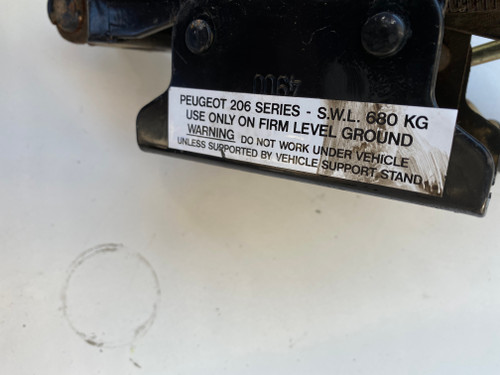 4900
PEUGEOT 206 SERIES - S.W.L. 680 KG
USE ONLY ON FIRM LEVEL GROUND
WARNING DO NOT WORK UNDER VEHICLE
UNLESS SUPPORTED BY VEHICLE SUPPORT STAND